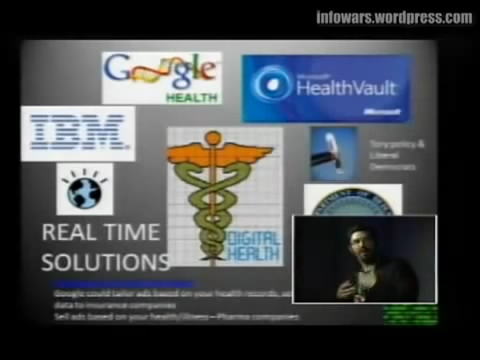 infowars.wordpress.com
Google
HEALTH
Microsoft
HealthVault
Microsoft
IBM
Tory policy &
Liberal
Democrats
DIGITAL
HEALTH
REAL TIME
SOLUTIONS
Google could tailor ads based on your health records,
data to insurance companies
Sell ads based on your health/illness—Pharma companies